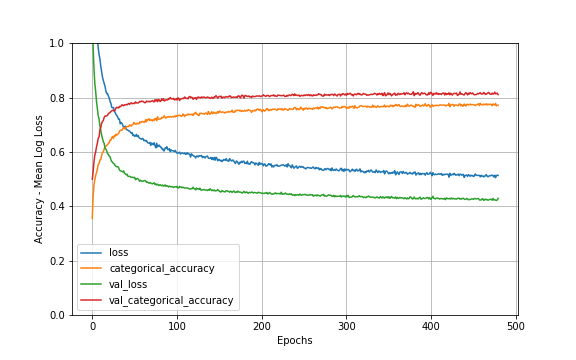 Accuracy - Mean Log Loss
1.0
0.8
0.6
0.4
0.2
0.0
loss
categorical_accuracy
val_loss
val_categorical_accuracy
0 100 200 300 400 500
Epochs